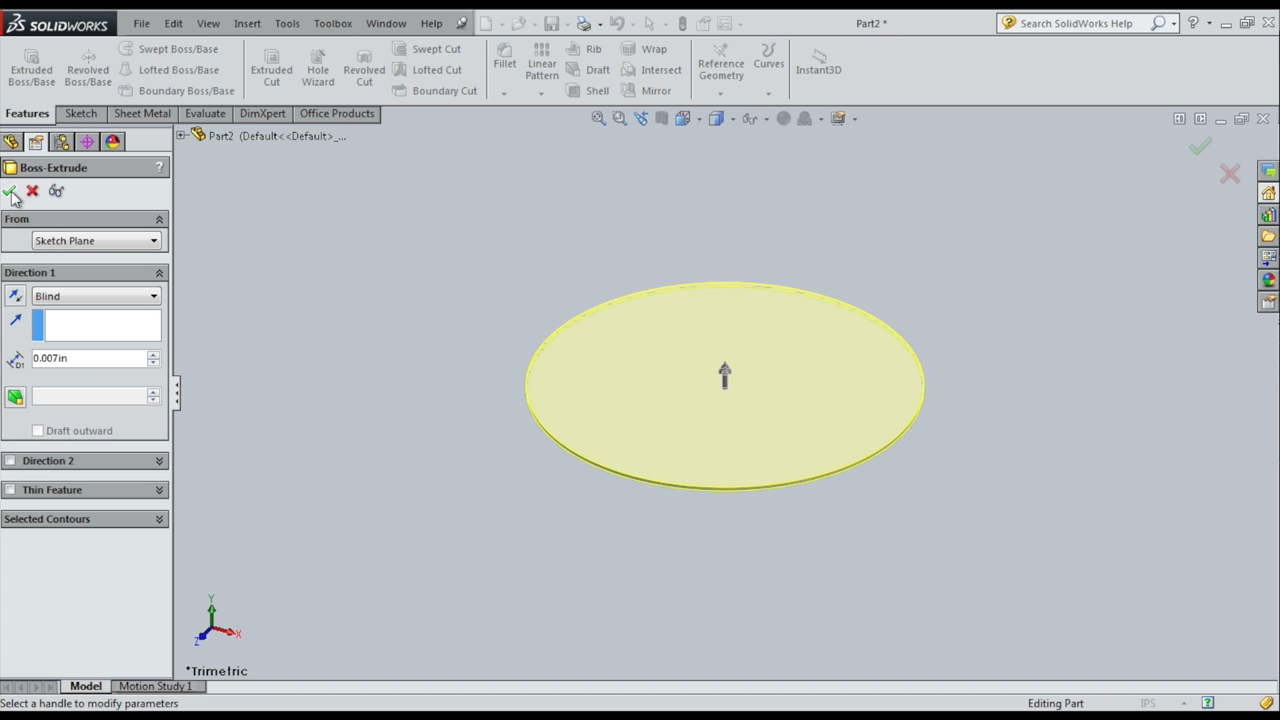 SOLIDWORKS File Edit View Insert Tools Toolbox Window Help Part2 * Search SolidWorks Help
Extruded Boss/Base
Revolved Boss/Base
Swept Boss/Base
Lofted Boss/Base
Boundary Boss/Base
Extruded Cut
Hole Wizard
Revolved Cut
Swept Cut
Lofted Cut
Boundary Cut
Fillet
Linear Pattern
Rib
Draft
Shell
Wrap
Intersect
Mirror
Reference Geometry
Curves
Instant3D
Features Sketch Sheet Metal Evaluate DimXpert Office Products
Part2 (Default<<Default>_...
Boss-Extrude ?
From
Sketch Plane
Direction 1
Blind
D1
0.007in
Draft outward
Direction 2
Thin Feature
Selected Contours
Y
X
Z
*Trimetric
Model Motion Study 1
Select a handle to modify parameters Editing Part IPS ?